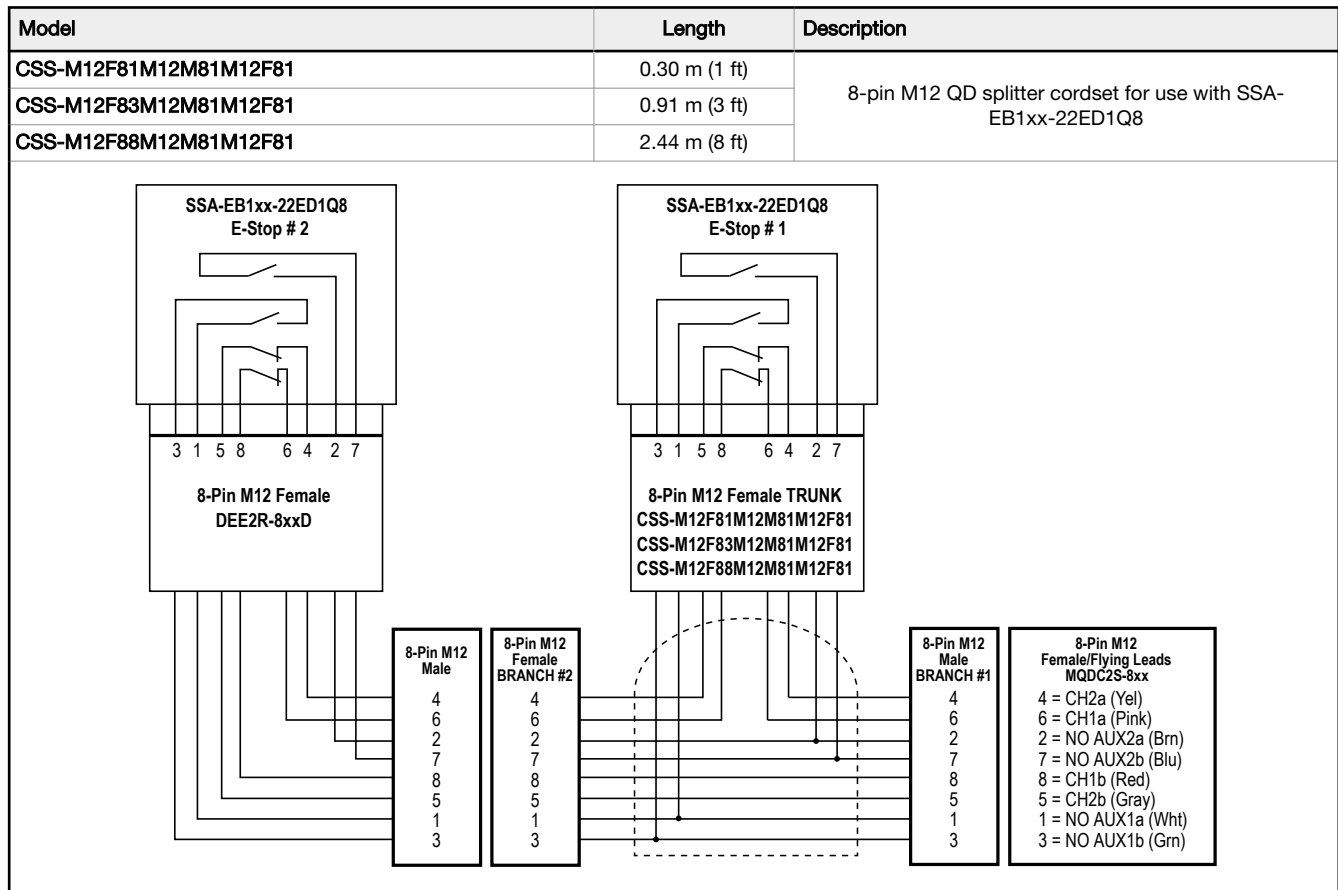 Model Length Description
CSS-M12F81M12M81M12F81 0.30 m (1 ft)
CSS-M12F83M12M81M12F81 0.91 m (3 ft)
CSS-M12F88M12M81M12F81 2.44 m (8 ft)
8-pin M12 QD splitter cordset for use with SSA-
EB1xx-22ED1Q8
SSA-EB1xx-22ED1Q8
E-Stop # 2
3 1 5 8 6 4 2 7
8-Pin M12 Female
DEE2R-8xxD
SSA-EB1xx-22ED1Q8
E-Stop # 1
3 1 5 8 6 4 2 7
8-Pin M12 Female TRUNK
CSS-M12F81M12M81M12F81
CSS-M12F83M12M81M12F81
CSS-M12F88M12M81M12F81
8-Pin M12
Male
4
6
2
7
8
5
1
3
8-Pin M12
Female
BRANCH #2
4
6
2
7
8
5
1
3
8-Pin M12
Male
BRANCH #1
4
6
2
7
8
5
1
3
8-Pin M12
Female/Flying Leads
MQDC2S-8xx
4 = CH2a (Yel)
6 = CH1a (Pink)
2 = NO AUX2a (Brn)
7 = NO AUX2b (Blu)
8 = CH1b (Red)
5 = CH2b (Gray)
1 = NO AUX1a (Wht)
3 = NO AUX1b (Grn)